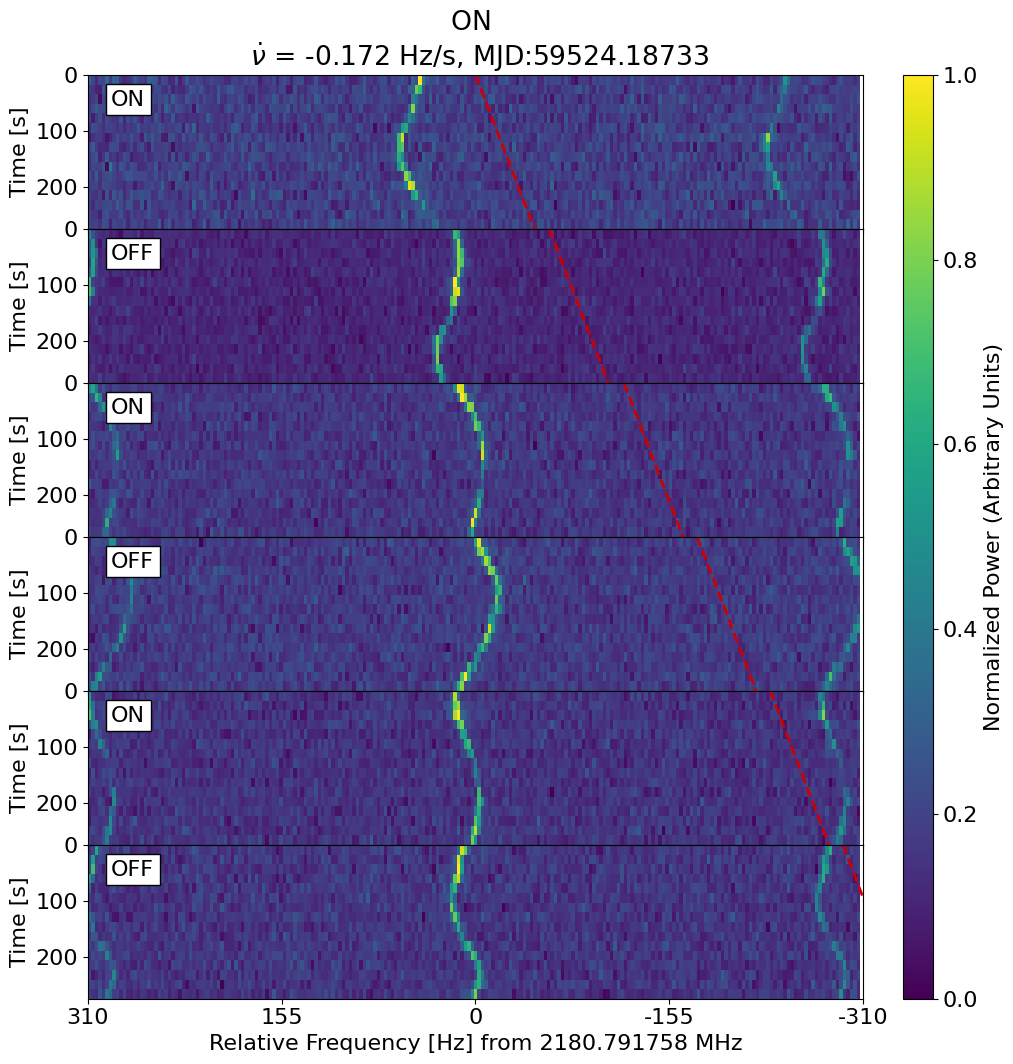 ON
ν̇ = -0.172 Hz/s, MJD:59524.18733
0
ON
100
200
Time [s]
0
OFF
100
200
Time [s]
0
ON
100
200
Time [s]
0
OFF
100
200
Time [s]
0
ON
100
200
Time [s]
0
OFF
100
200
Time [s]
310 155 0 -155 -310
Relative Frequency [Hz] from 2180.791758 MHz
1.0
0.8
0.6
0.4
0.2
0.0
Normalized Power (Arbitrary Units)